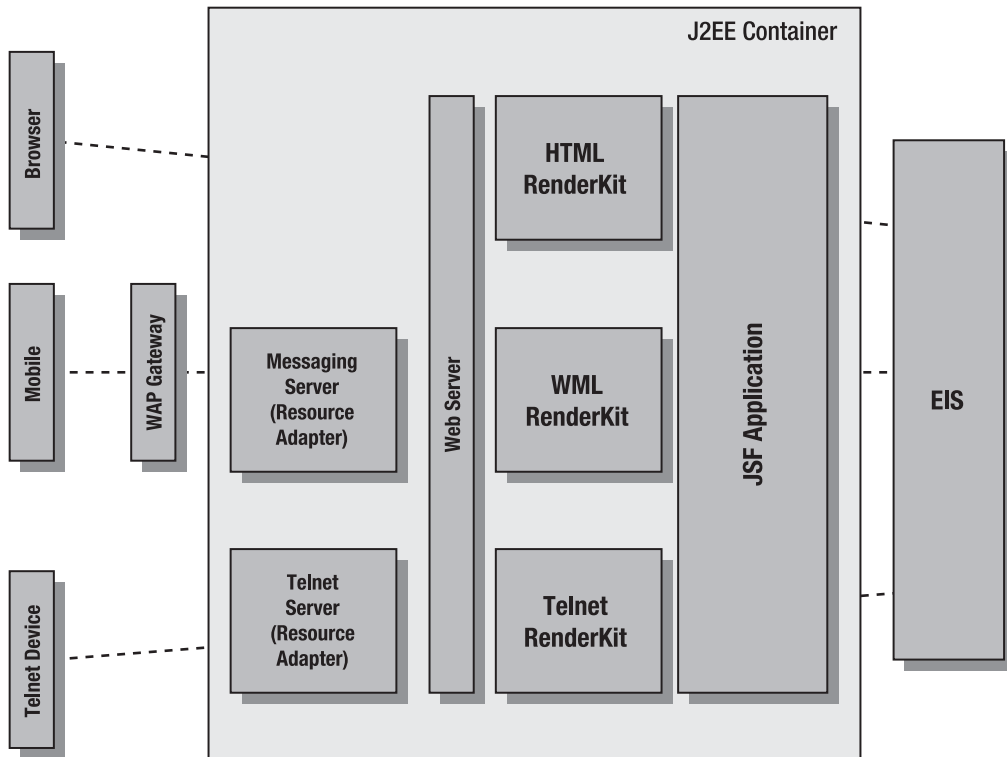 J2EE Container
Browser
HTML
RenderKit
Mobile
WAP Gateway
Messaging
Server
(Resource
Adapter)
Web Server
WML
RenderKit
JSF Application
EIS
Telnet Device
Telnet
Server
(Resource
Adapter)
Telnet
RenderKit